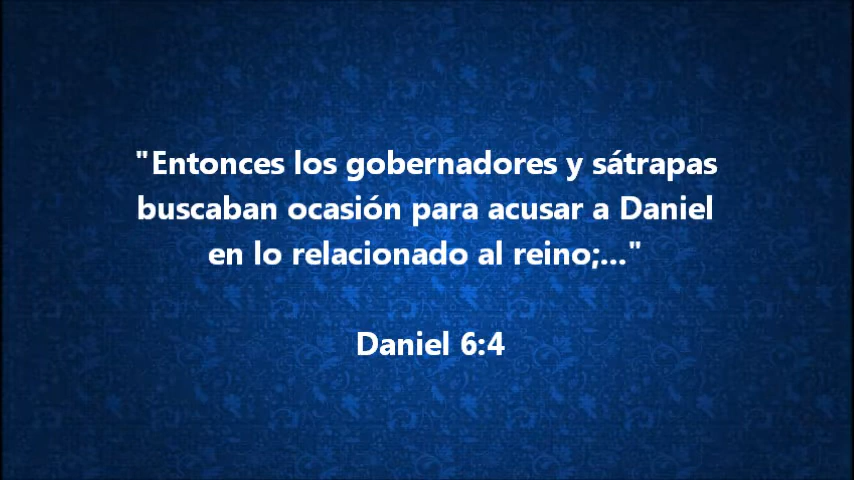 "Entonces los gobernadores y sátrapas
buscaban ocasión para acusar a Daniel
en lo relacionado al reino;..."
Daniel 6:4